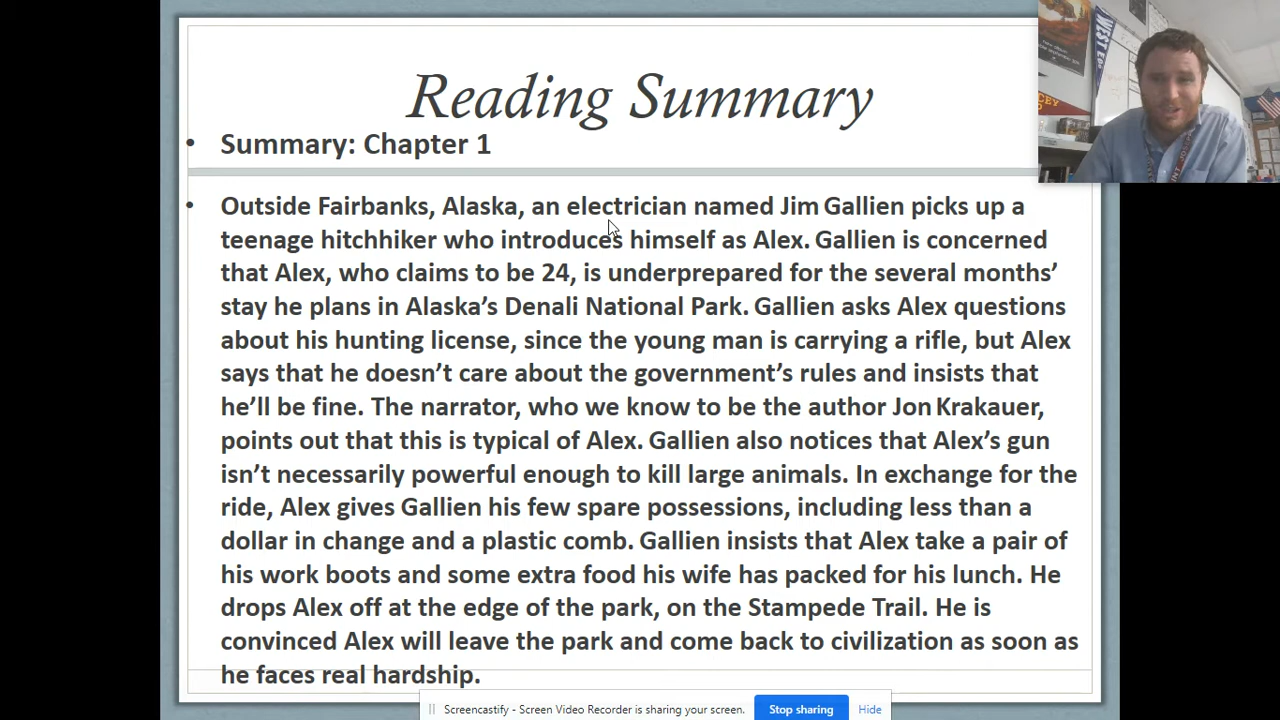 Reading Summary
• Summary: Chapter 1
• Outside Fairbanks, Alaska, an electrician named Jim Gallien picks up a
teenage hitchhiker who introduces himself as Alex. Gallien is concerned
that Alex, who claims to be 24, is underprepared for the several months’
stay he plans in Alaska’s Denali National Park. Gallien asks Alex questions
about his hunting license, since the young man is carrying a rifle, but Alex
says that he doesn’t care about the government’s rules and insists that
he’ll be fine. The narrator, who we know to be the author Jon Krakauer,
points out that this is typical of Alex. Gallien also notices that Alex’s gun
isn’t necessarily powerful enough to kill large animals. In exchange for the
ride, Alex gives Gallien his few spare possessions, including less than a
dollar in change and a plastic comb. Gallien insists that Alex take a pair of
his work boots and some extra food his wife has packed for his lunch. He
drops Alex off at the edge of the park, on the Stampede Trail. He is
convinced Alex will leave the park and come back to civilization as soon as
he faces real hardship.
Screencastify - Screen Video Recorder is sharing your screen.
Stop sharing
Hide
WEST